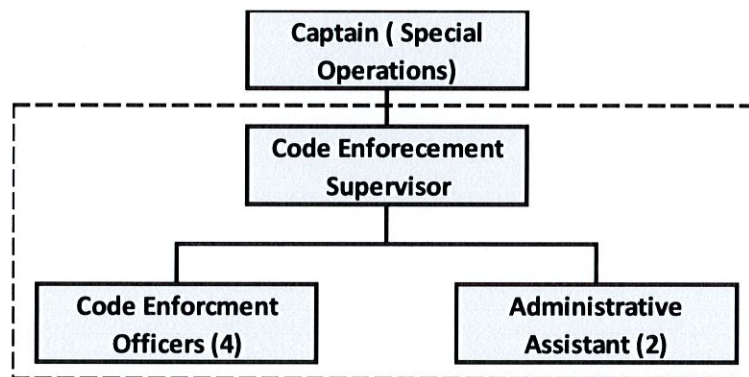 Captain ( Special
Operations)
Code Enforecement
Supervisor
Code Enforcment
Officers (4)
Administrative
Assistant (2)